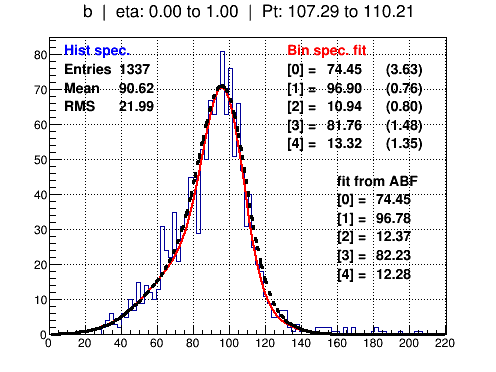 b | eta: 0.00 to 1.00 | Pt: 107.29 to 110.21
Hist spec.
Entries 1337
Mean 90.62
RMS 21.99
Bin spec. fit
[0] = 74.45 (3.63)
[1] = 96.90 (0.76)
[2] = 10.94 (0.80)
[3] = 81.76 (1.48)
[4] = 13.32 (1.35)
fit from ABF
[0] = 74.45
[1] = 96.78
[2] = 12.37
[3] = 82.23
[4] = 12.28
80
70
60
50
40
30
20
10
0
0 20 40 60 80 100 120 140 160 180 200 220